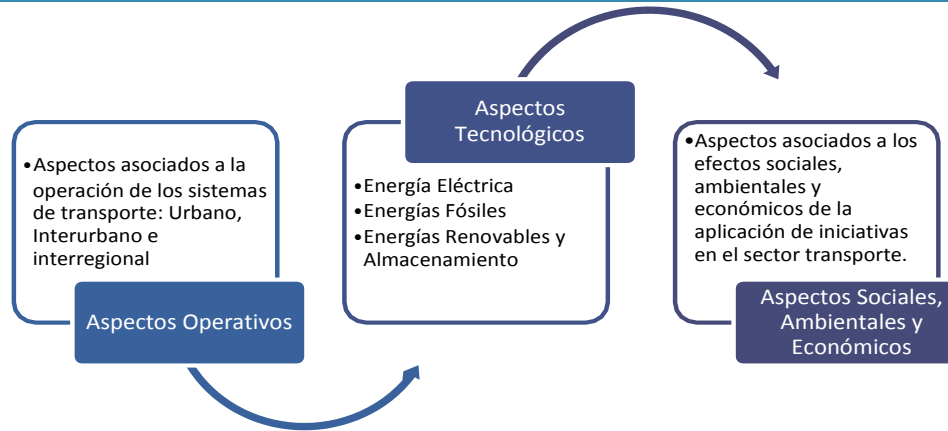 •Aspectos asociados a la
operación de los sistemas
de transporte: Urbano,
Interurbano e
interregional
Aspectos Operativos
Aspectos
Tecnológicos
•Energía Eléctrica
•Energías Fósiles
•Energías Renovables y
Almacenamiento
•Aspectos asociados a los
efectos sociales,
ambientales y
económicos de la
aplicación de iniciativas
en el sector transporte.
Aspectos Sociales,
Ambientales y
Económicos